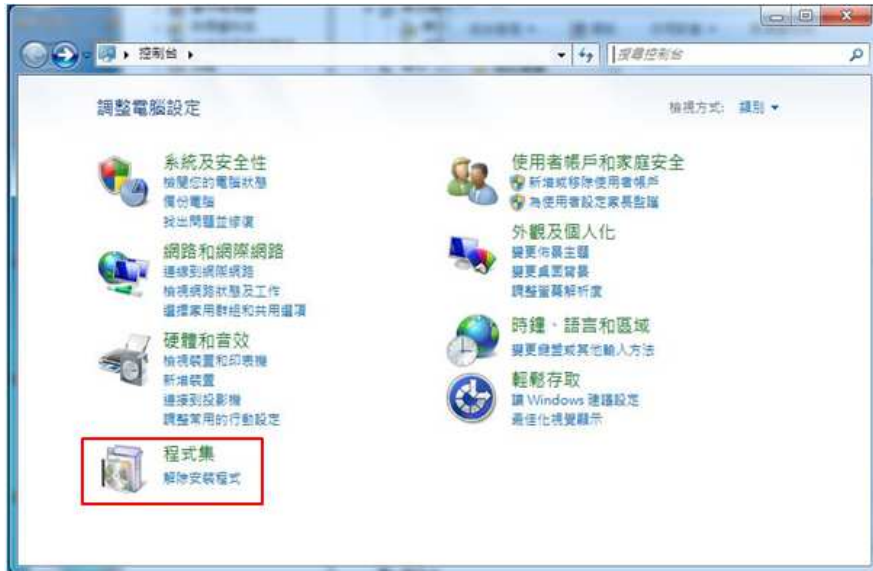 控制台
搜尋控制台
調整電腦設定
檢視方式: 類別
系統及安全性
檢閱您的電腦狀態
備份電腦
找出問題並修復
網路和網際網路
連線到網際網路
檢視網路狀態及工作
選擇家用群組和共用選項
硬體和音效
檢視裝置和印表機
新增裝置
連接到投影機
調整常用的行動設定
程式集
解除安裝程式
使用者帳戶和家庭安全
新增或移除使用者帳戶
為使用者設定家長監護
外觀及個人化
變更佈景主題
變更桌面背景
調整螢幕解析度
時鐘、語言和區域
變更鍵盤或其他輸入方法
輕鬆存取
讓 Windows 建議設定
最佳化視覺顯示